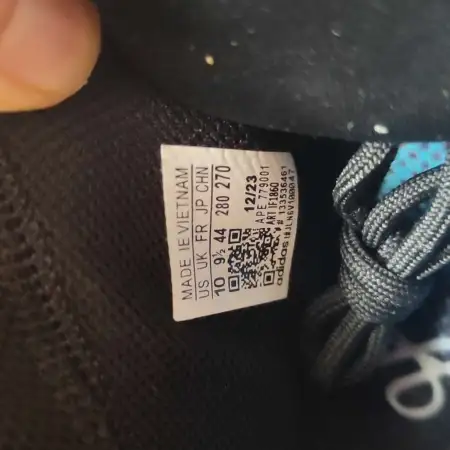 MADE IE VIETNAM
US UK FR JP CHN
10 9½ 44 280 270
12/23
APE 779001
ART IF1860
# 133536461
adidas